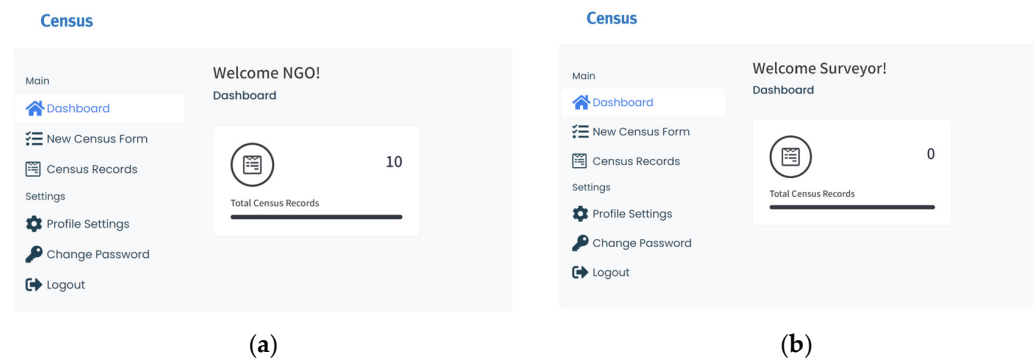 Census
Main
Dashboard
New Census Form
Census Records
Settings
Profile Settings
Change Password
Logout
Welcome NGO!
Dashboard
10
Total Census Records
(a)
Census
Main
Dashboard
New Census Form
Census Records
Settings
Profile Settings
Change Password
Logout
Welcome Surveyor!
Dashboard
0
Total Census Records
(b)